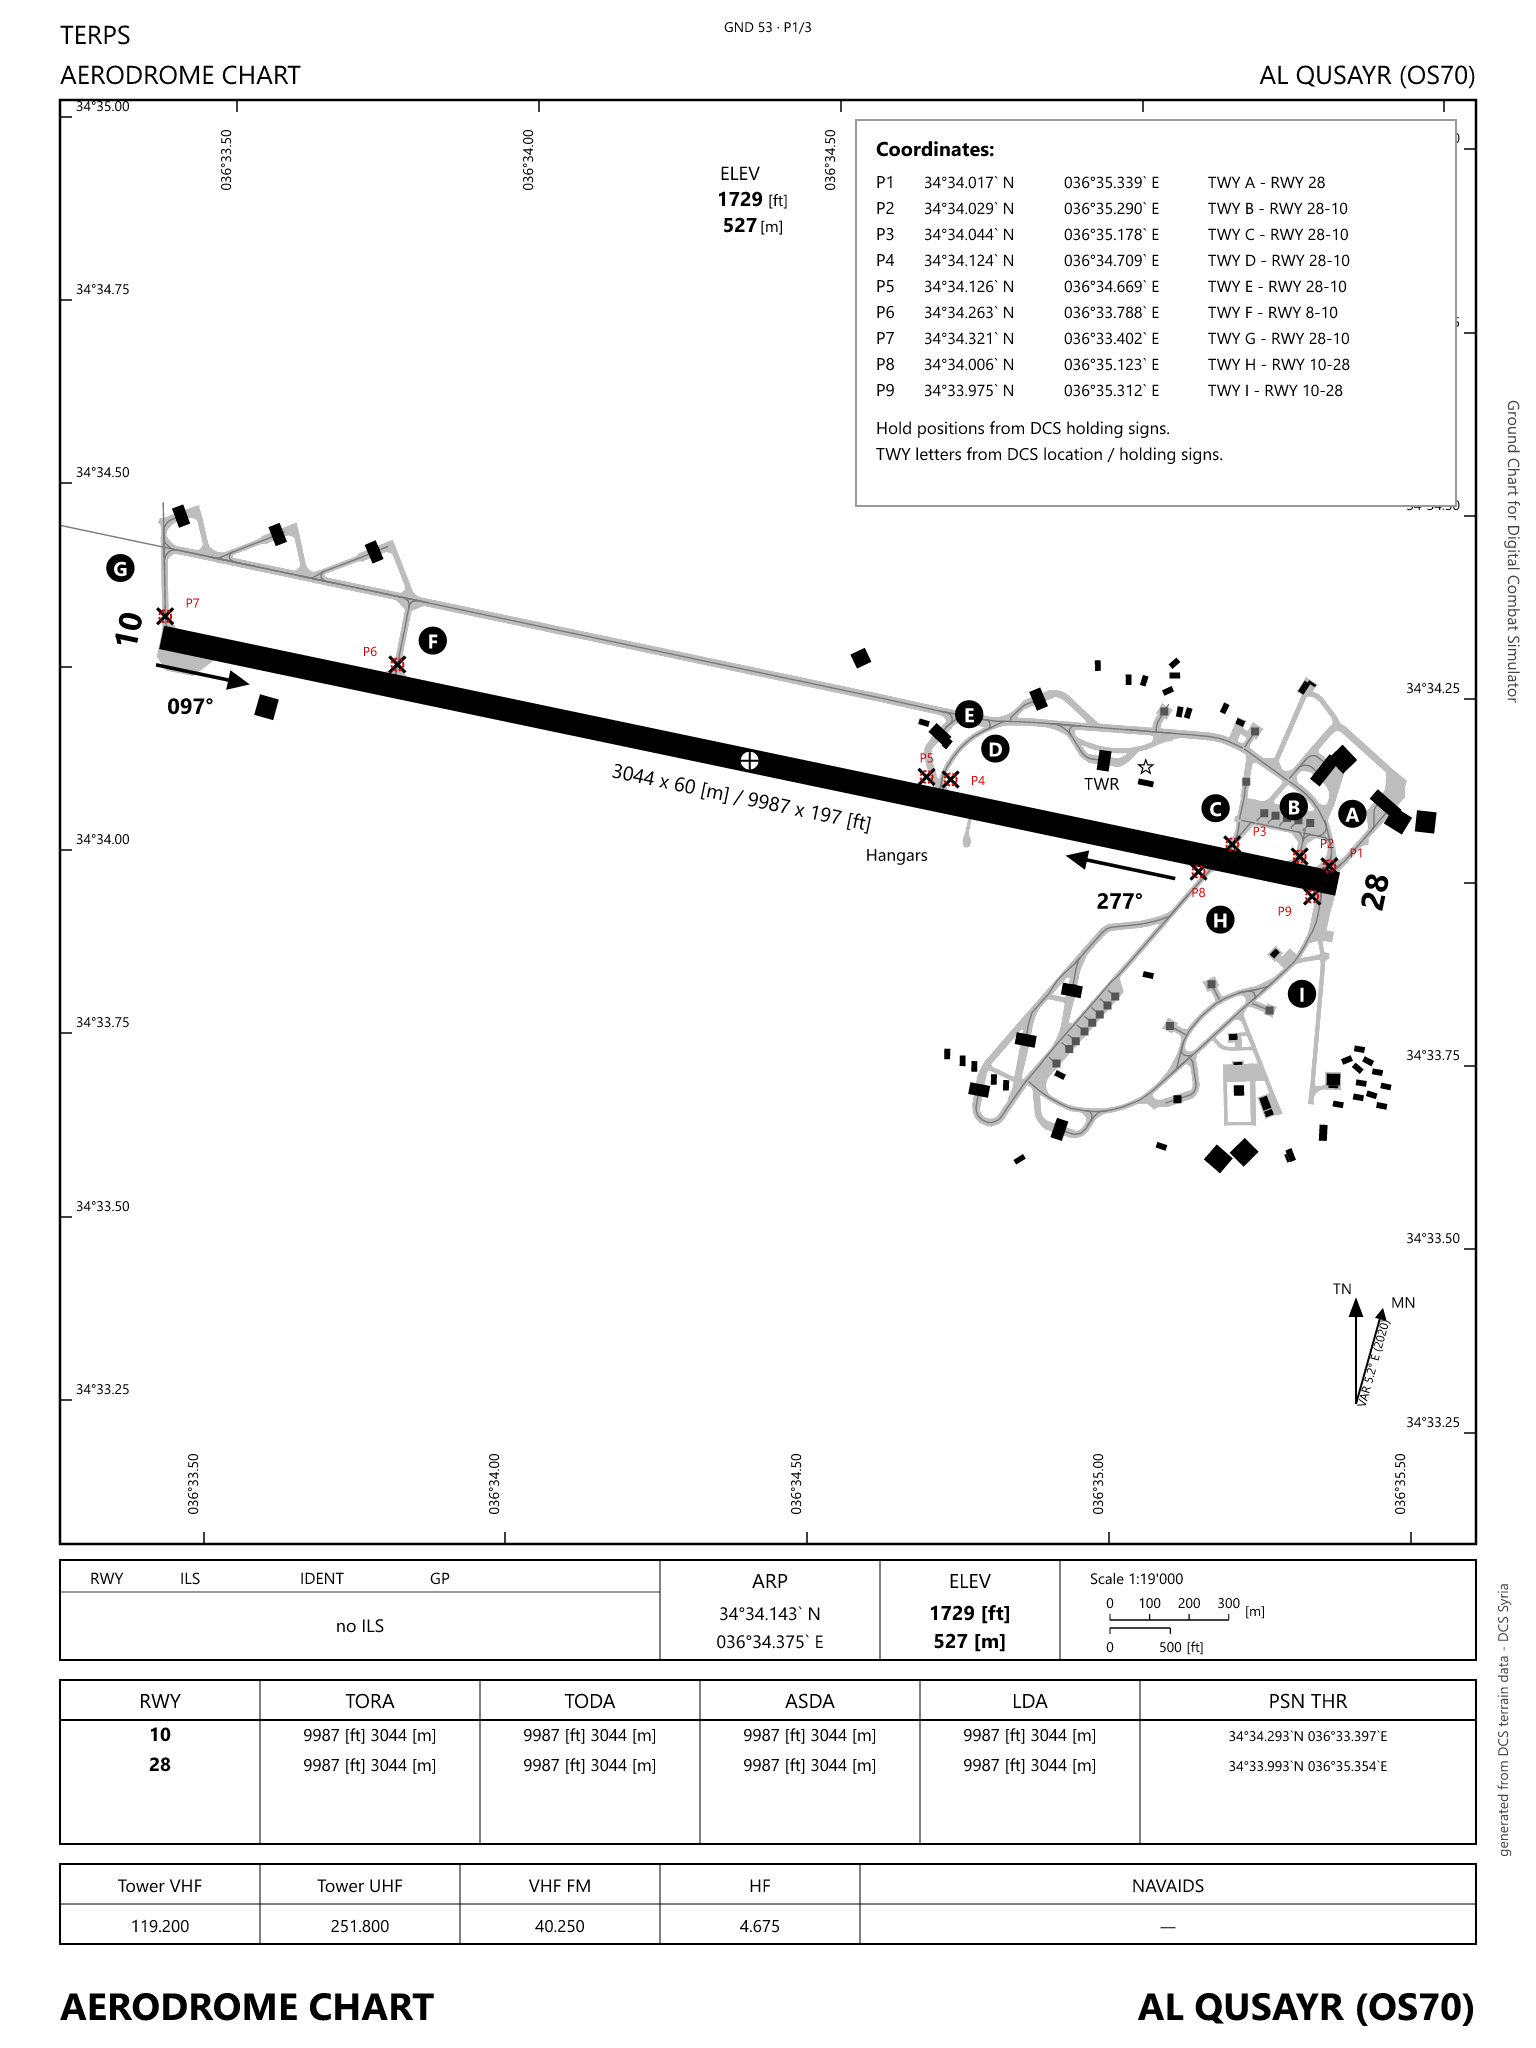 GND 53 · P1/3
TERPS
AERODROME CHART
AL QUSAYR (OS70)
34°35.00
036°33.50
036°34.00
036°34.50
ELEV
1729 [ft]
527 [m]
Coordinates:
P1 34°34.017` N 036°35.339` E TWY A - RWY 28
P2 34°34.029` N 036°35.290` E TWY B - RWY 28-10
P3 34°34.044` N 036°35.178` E TWY C - RWY 28-10
P4 34°34.124` N 036°34.709` E TWY D - RWY 28-10
P5 34°34.126` N 036°34.669` E TWY E - RWY 28-10
P6 34°34.263` N 036°33.788` E TWY F - RWY 8-10
P7 34°34.321` N 036°33.402` E TWY G - RWY 28-10
P8 34°34.006` N 036°35.123` E TWY H - RWY 10-28
P9 34°33.975` N 036°35.312` E TWY I - RWY 10-28
Hold positions from DCS holding signs.
TWY letters from DCS location / holding signs.
34°34.75
34°34.50
G
P7
10
P6
F
097°
34°34.25
E
D
P5
P4
TWR
3044 x 60 [m] / 9987 x 197 [ft]
C
B
A
P3
P2
P1
34°34.00
Hangars
277°
P8
P9
28
H
I
34°33.75
34°33.75
34°33.50
34°33.50
TN
MN
VAR 5.2° E (2020)
34°33.25
34°33.25
036°33.50
036°34.00
036°34.50
036°35.00
036°35.50
Ground Chart for Digital Combat Simulator
generated from DCS terrain data - DCS Syria
RWY ILS IDENT GP
no ILS
ARP
34°34.143` N
036°34.375` E
ELEV
1729 [ft]
527 [m]
Scale 1:19'000
0 100 200 300 [m]
0 500 [ft]
RWY TORA TODA ASDA LDA PSN THR
10 9987 [ft] 3044 [m] 9987 [ft] 3044 [m] 9987 [ft] 3044 [m] 9987 [ft] 3044 [m] 34°34.293`N 036°33.397`E
28 9987 [ft] 3044 [m] 9987 [ft] 3044 [m] 9987 [ft] 3044 [m] 9987 [ft] 3044 [m] 34°33.993`N 036°35.354`E
Tower VHF Tower UHF VHF FM HF NAVAIDS
119.200 251.800 40.250 4.675 —
AERODROME CHART
AL QUSAYR (OS70)